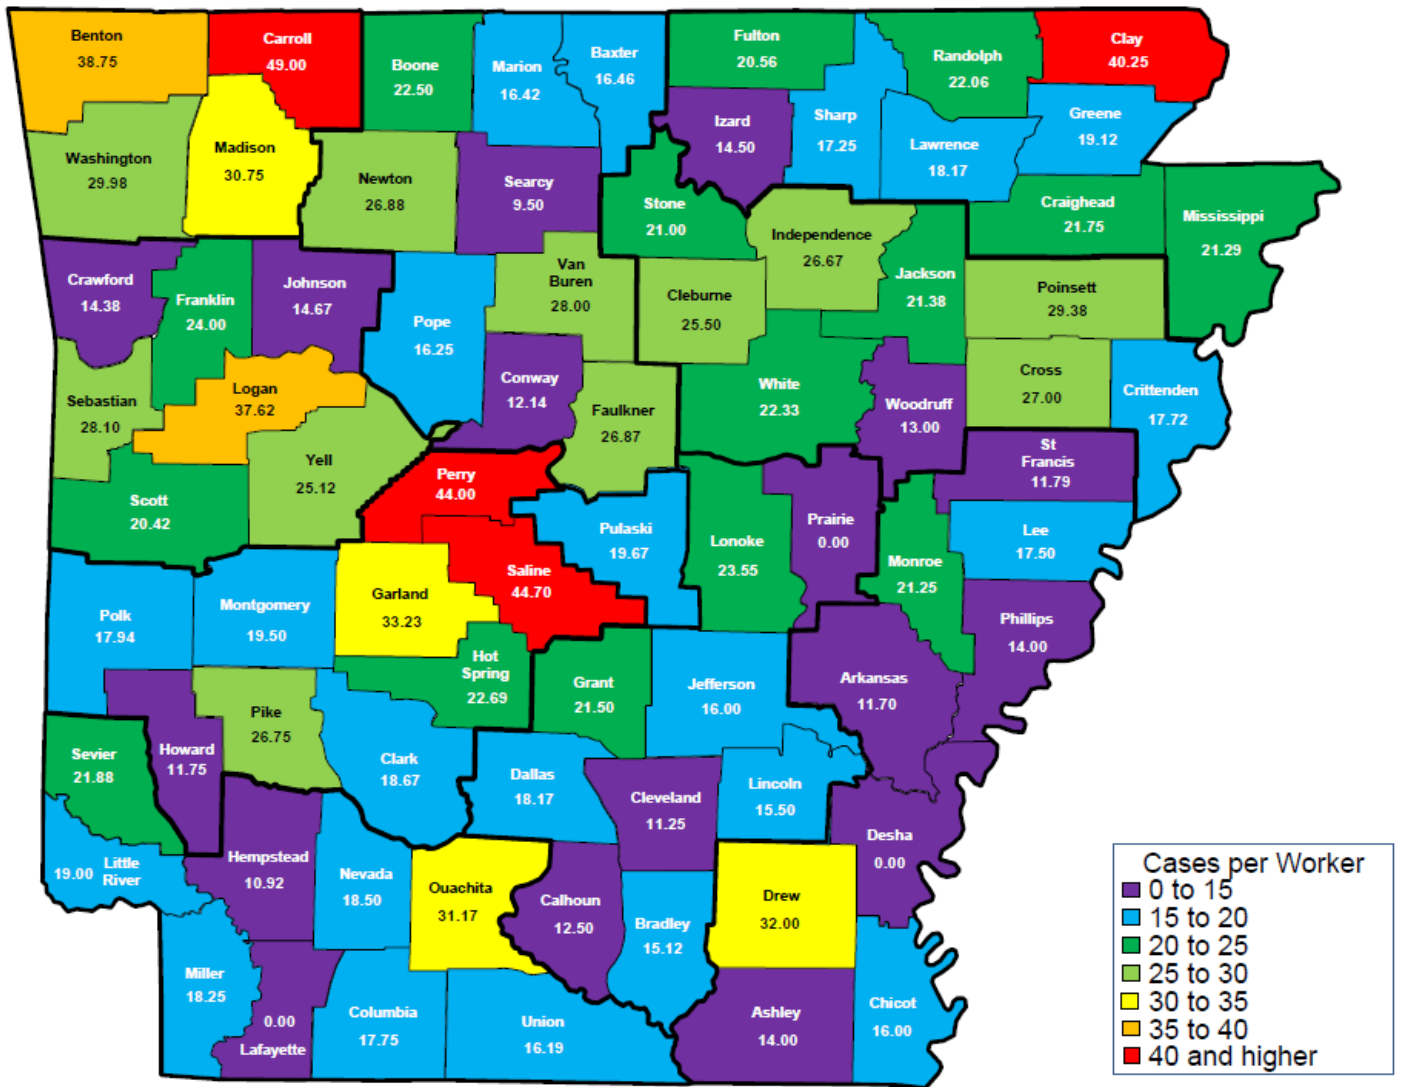 Benton
38.75
Carroll
49.00
Boone
22.50
Marion
16.42
Baxter
16.46
Fulton
20.56
Randolph
22.06
Clay
40.25
Washington
29.98
Madison
30.75
Newton
26.88
Searcy
9.50
Stone
21.00
Izard
14.50
Sharp
17.25
Lawrence
18.17
Greene
19.12
Craighead
21.75
Mississippi
21.29
Crawford
14.38
Franklin
24.00
Johnson
14.67
Pope
16.25
Van
Buren
28.00
Cleburne
25.50
Independence
26.67
Jackson
21.38
Poinsett
29.38
Sebastian
28.10
Logan
37.62
Conway
12.14
Faulkner
26.87
White
22.33
Woodruff
13.00
Cross
27.00
Crittenden
17.72
Scott
20.42
Yell
25.12
Perry
44.00
Saline
44.70
Pulaski
19.67
Lonoke
23.55
Prairie
0.00
Monroe
21.25
St
Francis
11.79
Lee
17.50
Phillips
14.00
Polk
17.94
Montgomery
19.50
Garland
33.23
Hot
Spring
22.69
Grant
21.50
Jefferson
16.00
Arkansas
11.70
Sevier
21.88
Howard
11.75
Pike
26.75
Clark
18.67
Dallas
18.17
Cleveland
11.25
Lincoln
15.50
Desha
0.00
19.00 Little
River
Hempstead
10.92
Nevada
18.50
Ouachita
31.17
Calhoun
12.50
Bradley
15.12
Drew
32.00
Miller
18.25
0.00
Lafayette
Columbia
17.75
Union
16.19
Ashley
14.00
Chicot
16.00
Cases per Worker
0 to 15
15 to 20
20 to 25
25 to 30
30 to 35
35 to 40
40 and higher